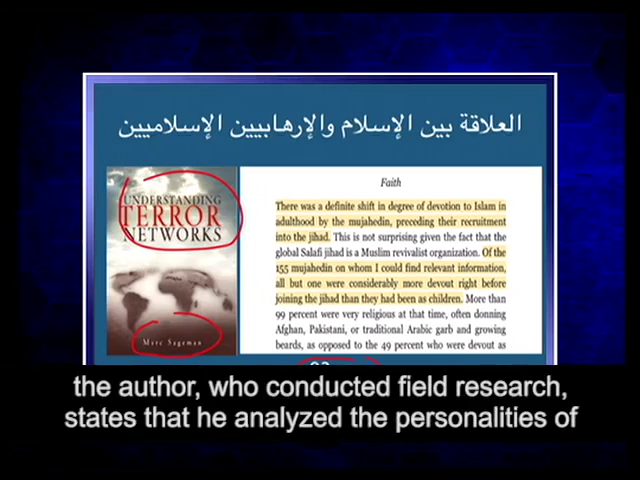 العلاقة بين الإسلام والإرهابيين الإسلاميين
UNDERSTANDING
TERROR
NETWORKS
Marc Sageman
Faith
There was a definite shift in degree of devotion to Islam in
adulthood by the mujahedin, preceding their recruitment
into the jihad. This is not surprising given the fact that the
global Salafi jihad is a Muslim revivalist organization. Of the
155 mujahedin on whom I could find relevant information,
all but one were considerably more devout right before
joining the jihad than they had been as children. More than
99 percent were very religious at that time, often donning
Afghan, Pakistani, or traditional Arabic garb and growing
beards, as opposed to the 49 percent who were devout as
the author, who conducted field research,
states that he analyzed the personalities of